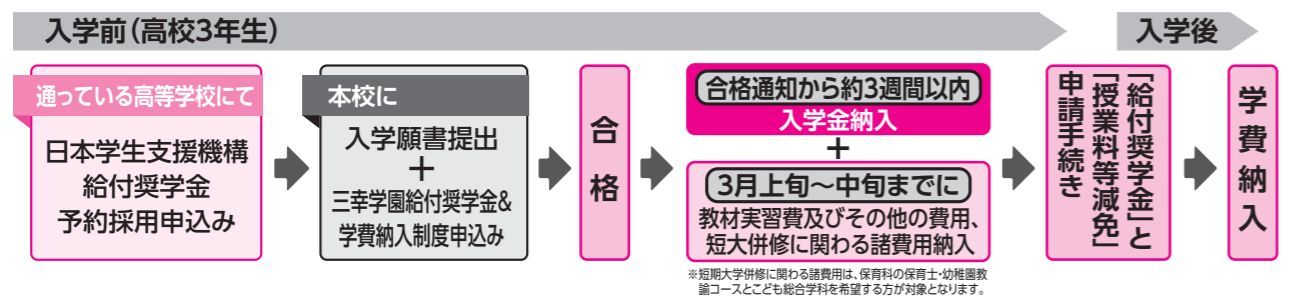 入学前（高校3年生）
入学後
通っている高等学校にて
日本学生支援機構
給付奨学金
予約採用申込み
本校に
入学願書提出
＋
三幸学園給付奨学金&
学費納入制度申込み
合格
合格通知から約3週間以内
入学金納入
＋
3月上旬～中旬までに
教材実習費及びその他の費用、
短大併修に関わる諸費用納入
※短期大学併修に関わる諸費用は、保育科の保育士・幼稚園教
諭コースとこども総合学科を希望する方が対象となります。
「給付奨学金」と
「授業料等減免」
申請手続き
学費納入